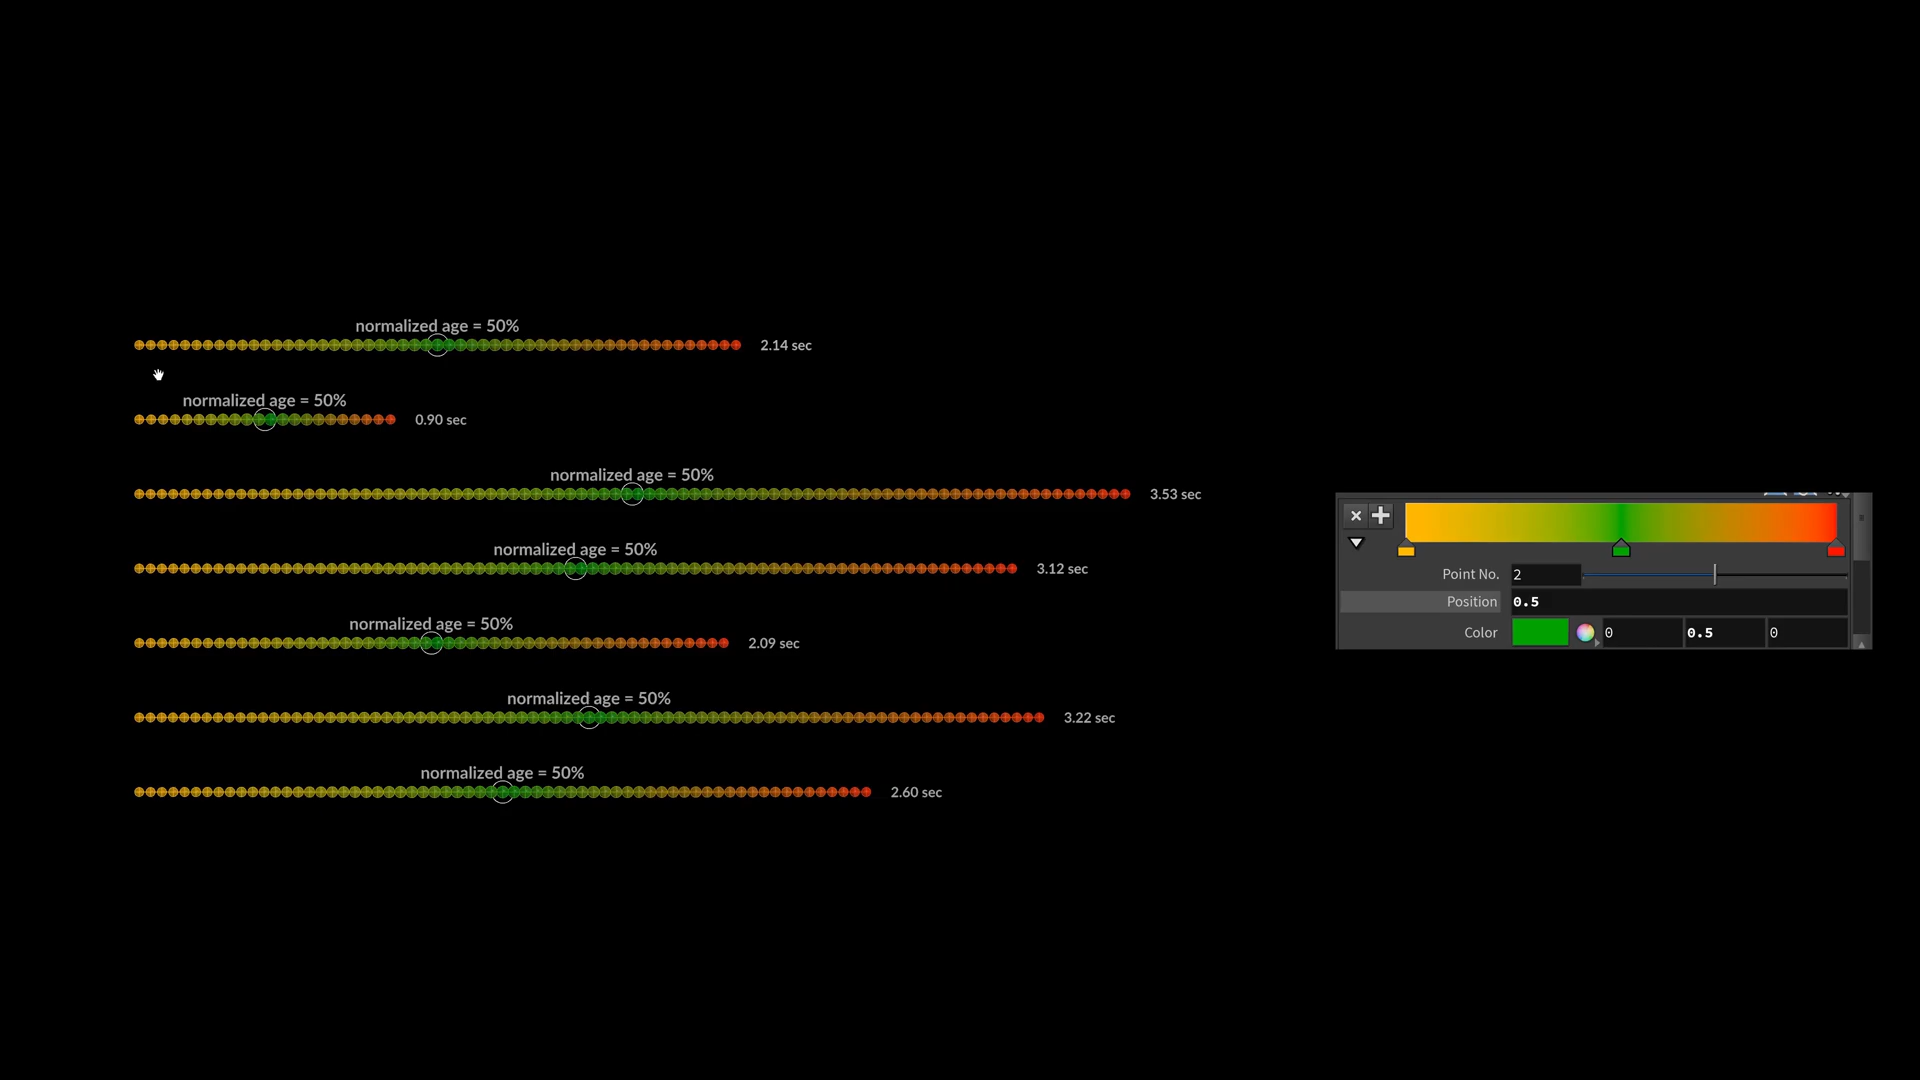 normalized age = 50%
2.14 sec
normalized age = 50%
0.90 sec
normalized age = 50%
3.53 sec
normalized age = 50%
3.12 sec
normalized age = 50%
2.09 sec
normalized age = 50%
3.22 sec
normalized age = 50%
2.60 sec
Point No. 2
Position 0.5
Color 0 0.5 0